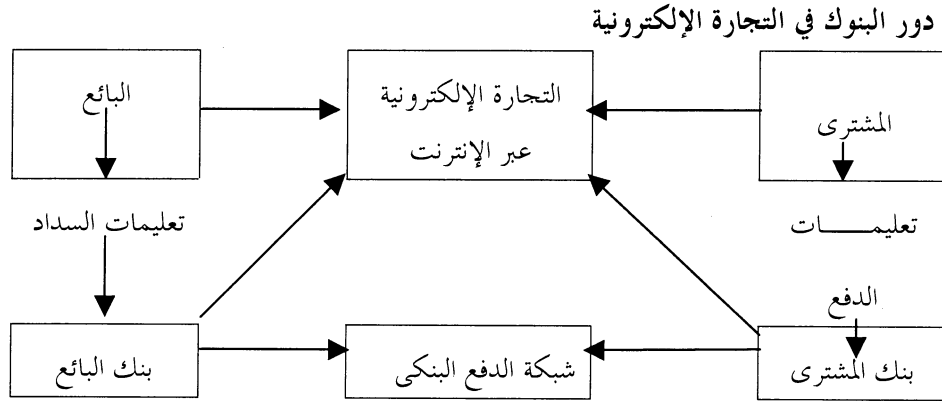 دور البنوك في التجارة الإلكترونية
المشترى
التجارة الإلكترونية
عبر الإنترنت
البائع
تعليمــــــات
الدفع
تعليمات السداد
بنك المشترى
شبكة الدفع البنكى
بنك البائع